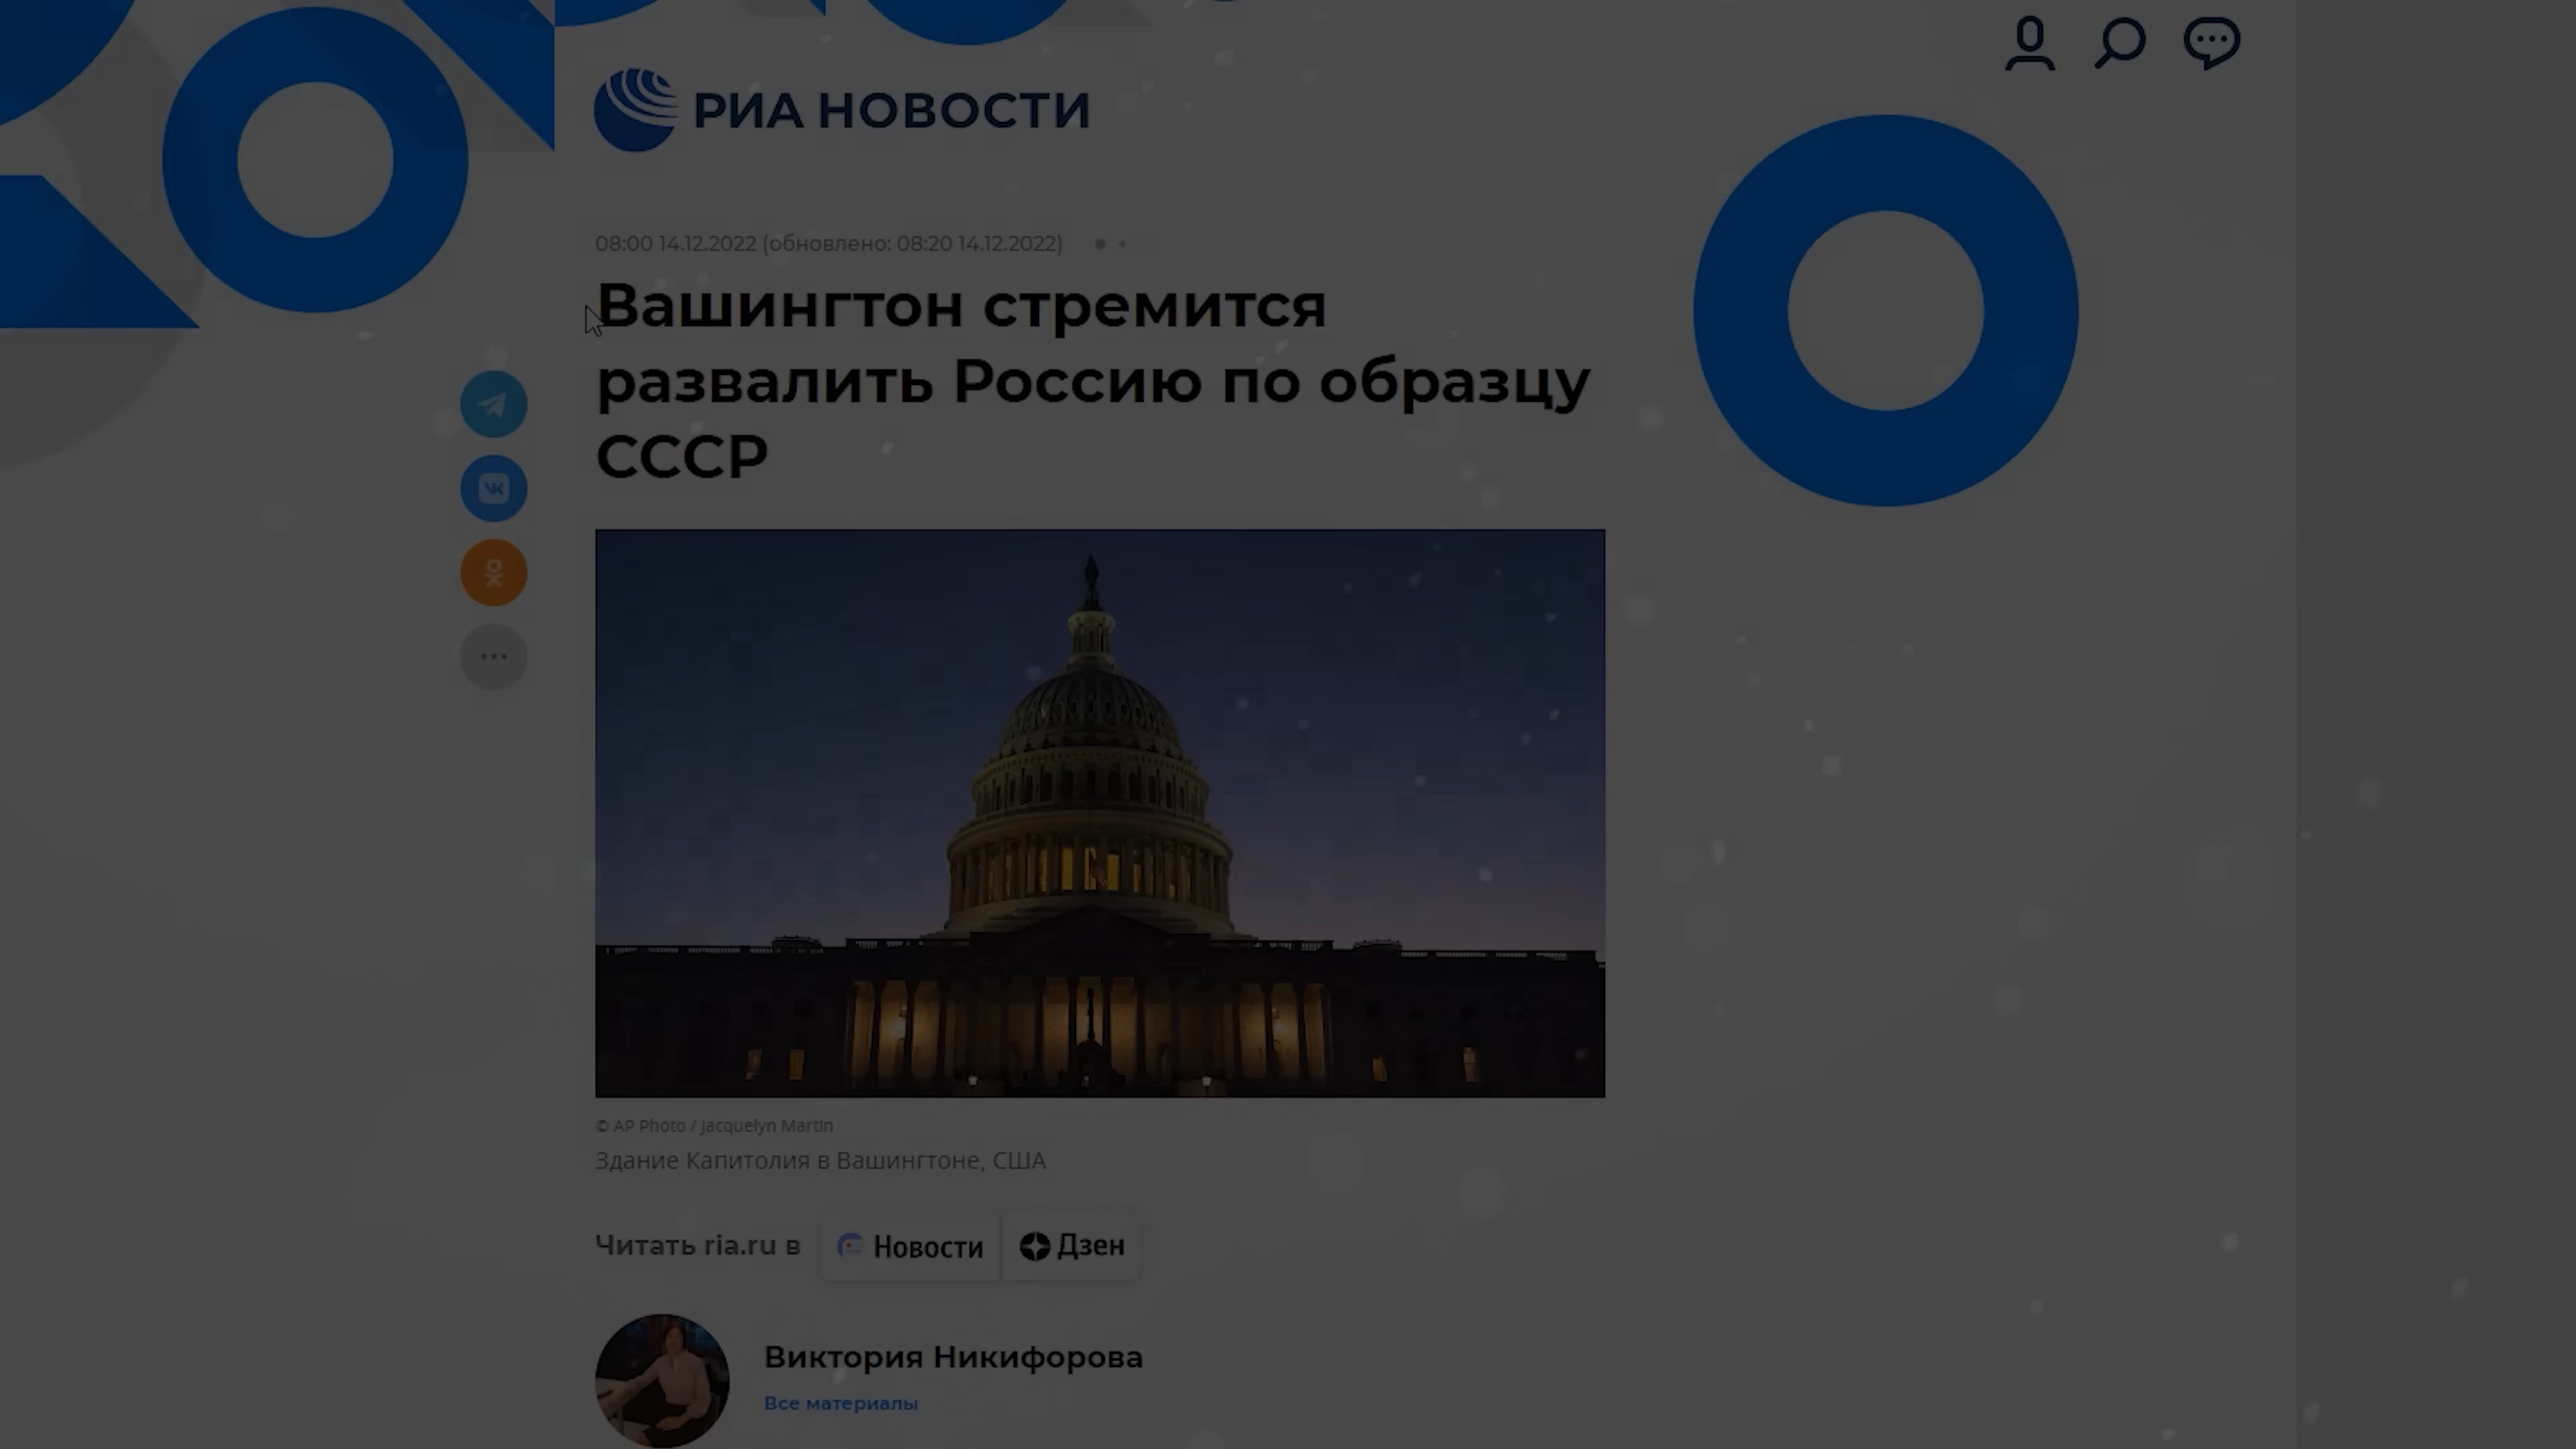 РИА НОВОСТИ
08:00 14.12.2022 (обновлено: 08:20 14.12.2022)
Вашингтон стремится
развалить Россию по образцу
СССР
© AP Photo / Jacquelyn Martin
Здание Капитолия в Вашингтоне, США
Читать ria.ru в Новости Дзен
Виктория Никифорова
Все материалы